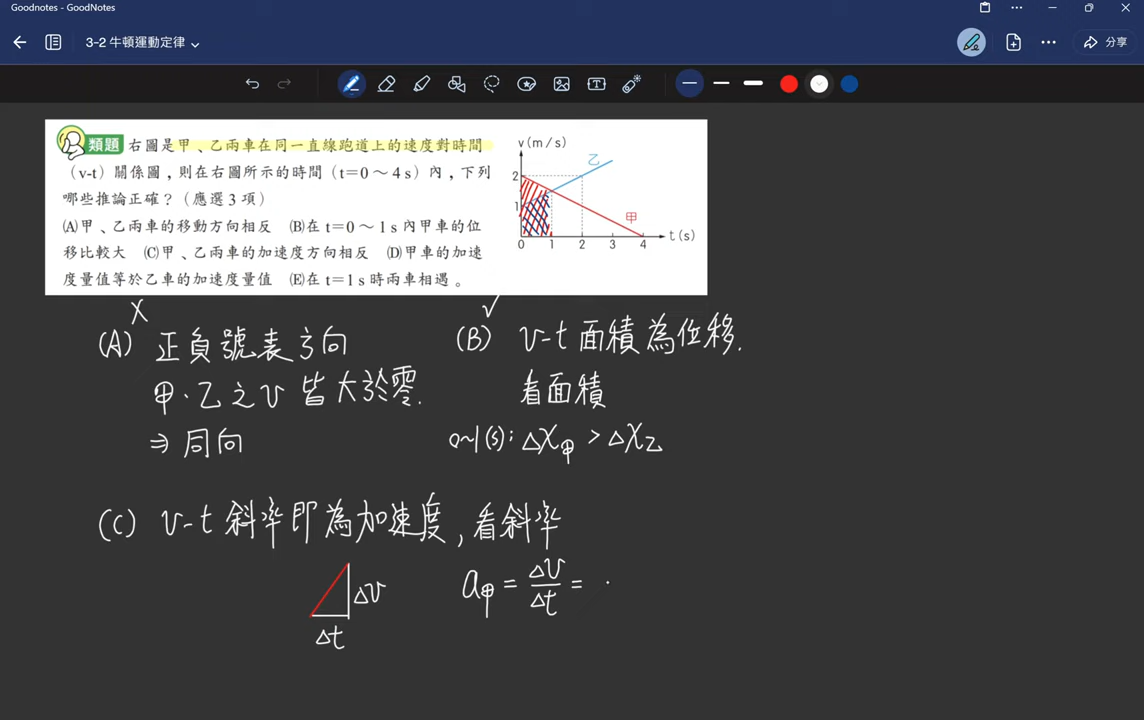 Goodnotes - GoodNotes
3-2 牛頓運動定律
分享
類題 右圖是甲、乙兩車在同一直線跑道上的速度對時間
（v-t）關係圖，則在右圖所示的時間（t=0～4 s）內，下列
哪些推論正確？（應選 3 項）
(A)甲、乙兩車的移動方向相反 (B)在 t=0～1 s 內甲車的位
移比較大 (C)甲、乙兩車的加速度方向相反 (D)甲車的加速
度量值等於乙車的加速度量值 (E)在 t=1 s 時兩車相遇。
v(m/s)
乙
2
1
甲
t(s)
0 1 2 3 4
(A) 正負號表方向
甲、乙之v皆大於零.
⇒ 同向
(B) v-t 面積為位移.
看面積
0~1(s): ΔX甲 > ΔX乙
(C) v-t 斜率即為加速度, 看斜率
Δv
Δt
a甲 = Δv/Δt =